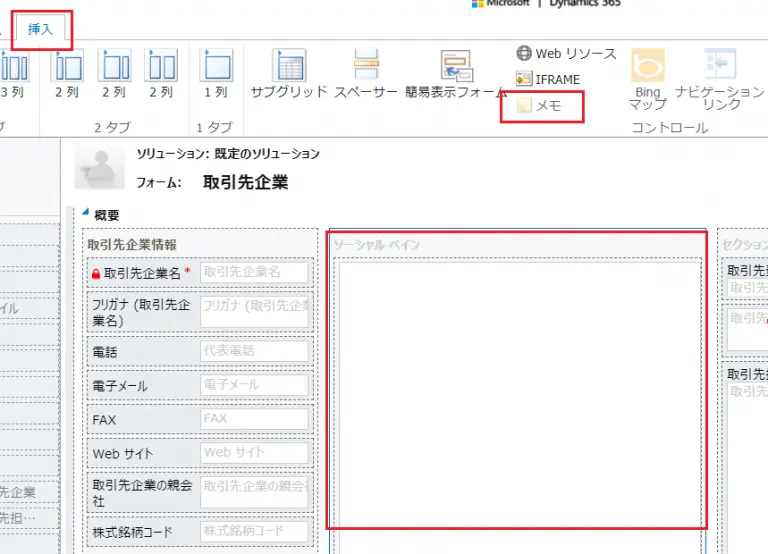 Microsoft | Dynamics 365
挿入
3 列
2 列
2 列
2 列
1 列
サブグリッド
スペーサー
簡易表示フォーム
Web リソース
IFRAME
メモ
Bing
マップ
ナビゲーション
リンク
ブ
2 タブ
1 タブ
コントロール
ソリューション: 既定のソリューション
フォーム: 取引先企業
概要
取引先企業情報
ソーシャル ペイン
セクション
取引先企業名* 取引先企業名
フリガナ (取引先企業名) フリガナ (取引先企
電話 代表電話
電子メール 電子メール
FAX FAX
Web サイト Web サイト
取引先企業の親会社 取引先企業の親会
株式銘柄コード 株式銘柄コード
イル
先企業
先担…
取引先
取引先
取引先
取引先
取引先